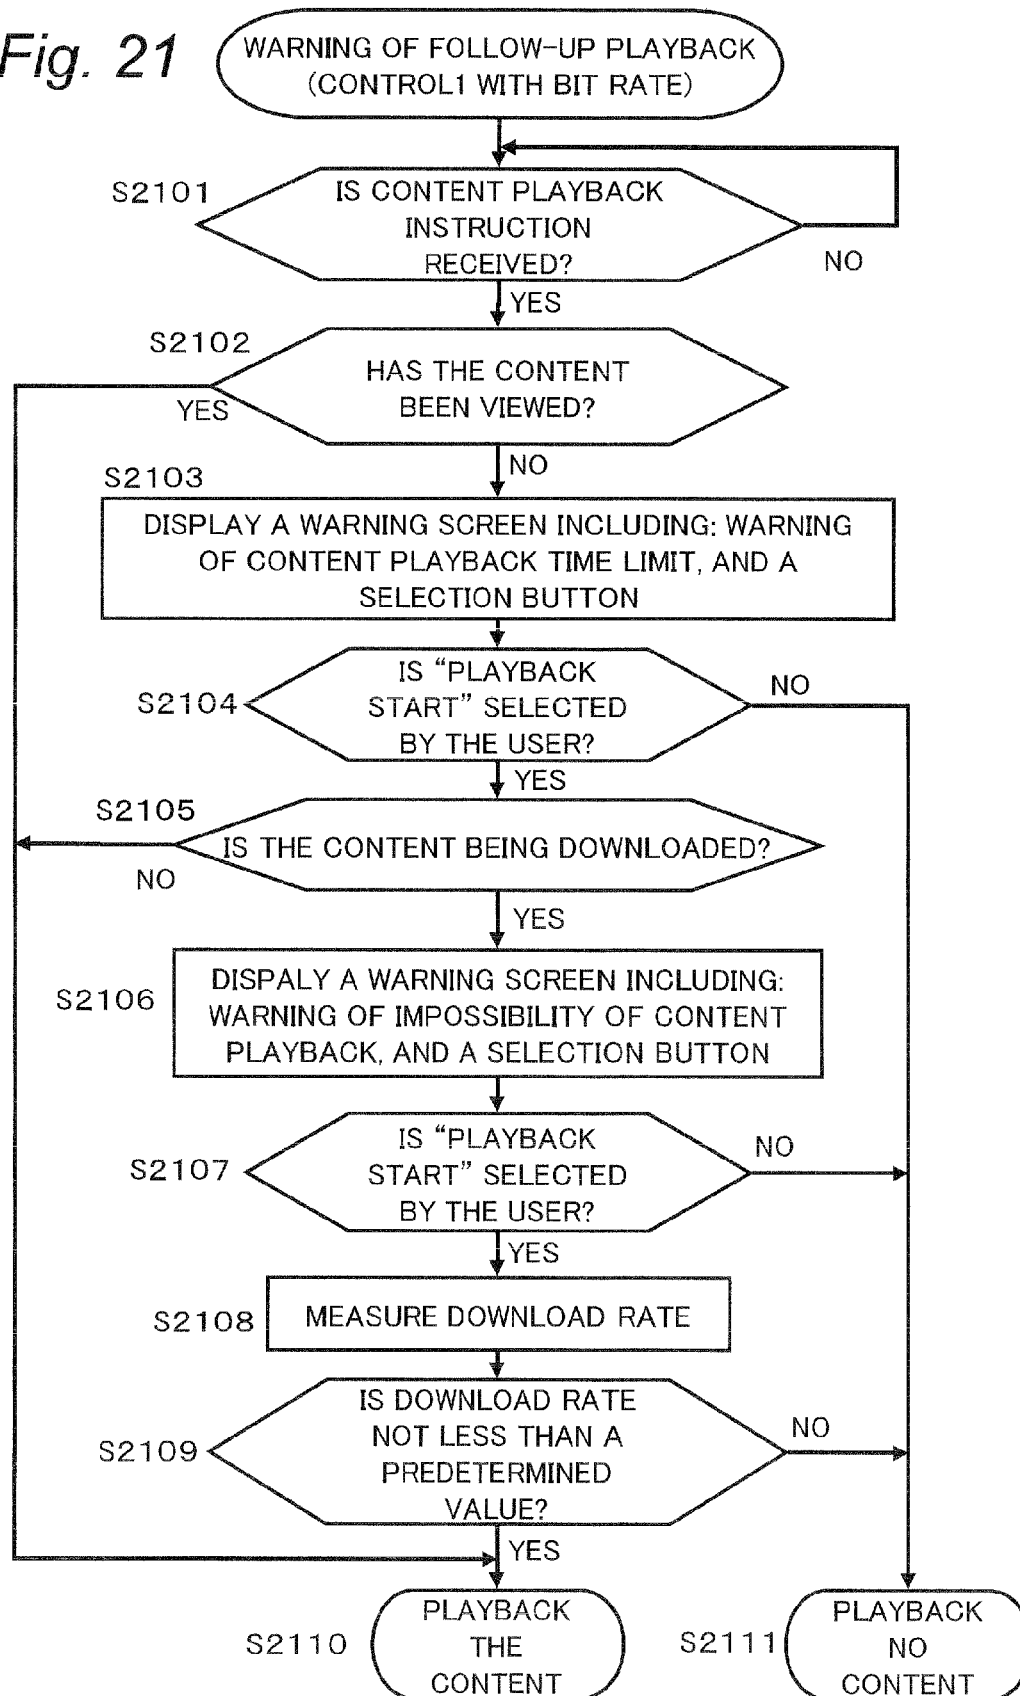 Fig. 21
WARNING OF FOLLOW-UP PLAYBACK
(CONTROL1 WITH BIT RATE)
S2101
IS CONTENT PLAYBACK
INSTRUCTION
RECEIVED?
NO
YES
S2102
HAS THE CONTENT
BEEN VIEWED?
YES
NO
S2103
DISPLAY A WARNING SCREEN INCLUDING: WARNING
OF CONTENT PLAYBACK TIME LIMIT, AND A
SELECTION BUTTON
S2104
IS “PLAYBACK
START” SELECTED
BY THE USER?
NO
YES
S2105
IS THE CONTENT BEING DOWNLOADED?
NO
YES
S2106
DISPALY A WARNING SCREEN INCLUDING:
WARNING OF IMPOSSIBILITY OF CONTENT
PLAYBACK, AND A SELECTION BUTTON
S2107
IS “PLAYBACK
START” SELECTED
BY THE USER?
NO
YES
S2108
MEASURE DOWNLOAD RATE
S2109
IS DOWNLOAD RATE
NOT LESS THAN A
PREDETERMINED
VALUE?
NO
YES
S2110
PLAYBACK
THE
CONTENT
S2111
PLAYBACK
NO
CONTENT